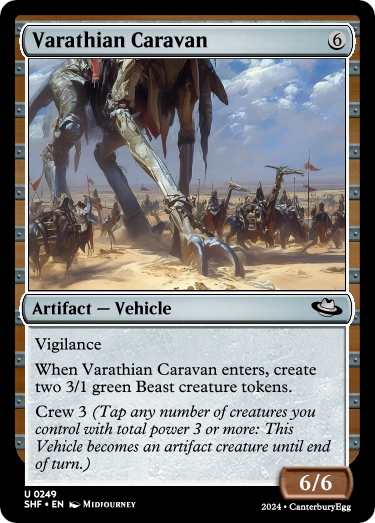 Varathian Caravan 6
Artifact — Vehicle
Vigilance
When Varathian Caravan enters, create
two 3/1 green Beast creature tokens.
Crew 3 (Tap any number of creatures you
control with total power 3 or more: This
Vehicle becomes an artifact creature until end
of turn.)
6/6
U 0249
SHF • EN Midjourney
2024 • CanterburyEgg